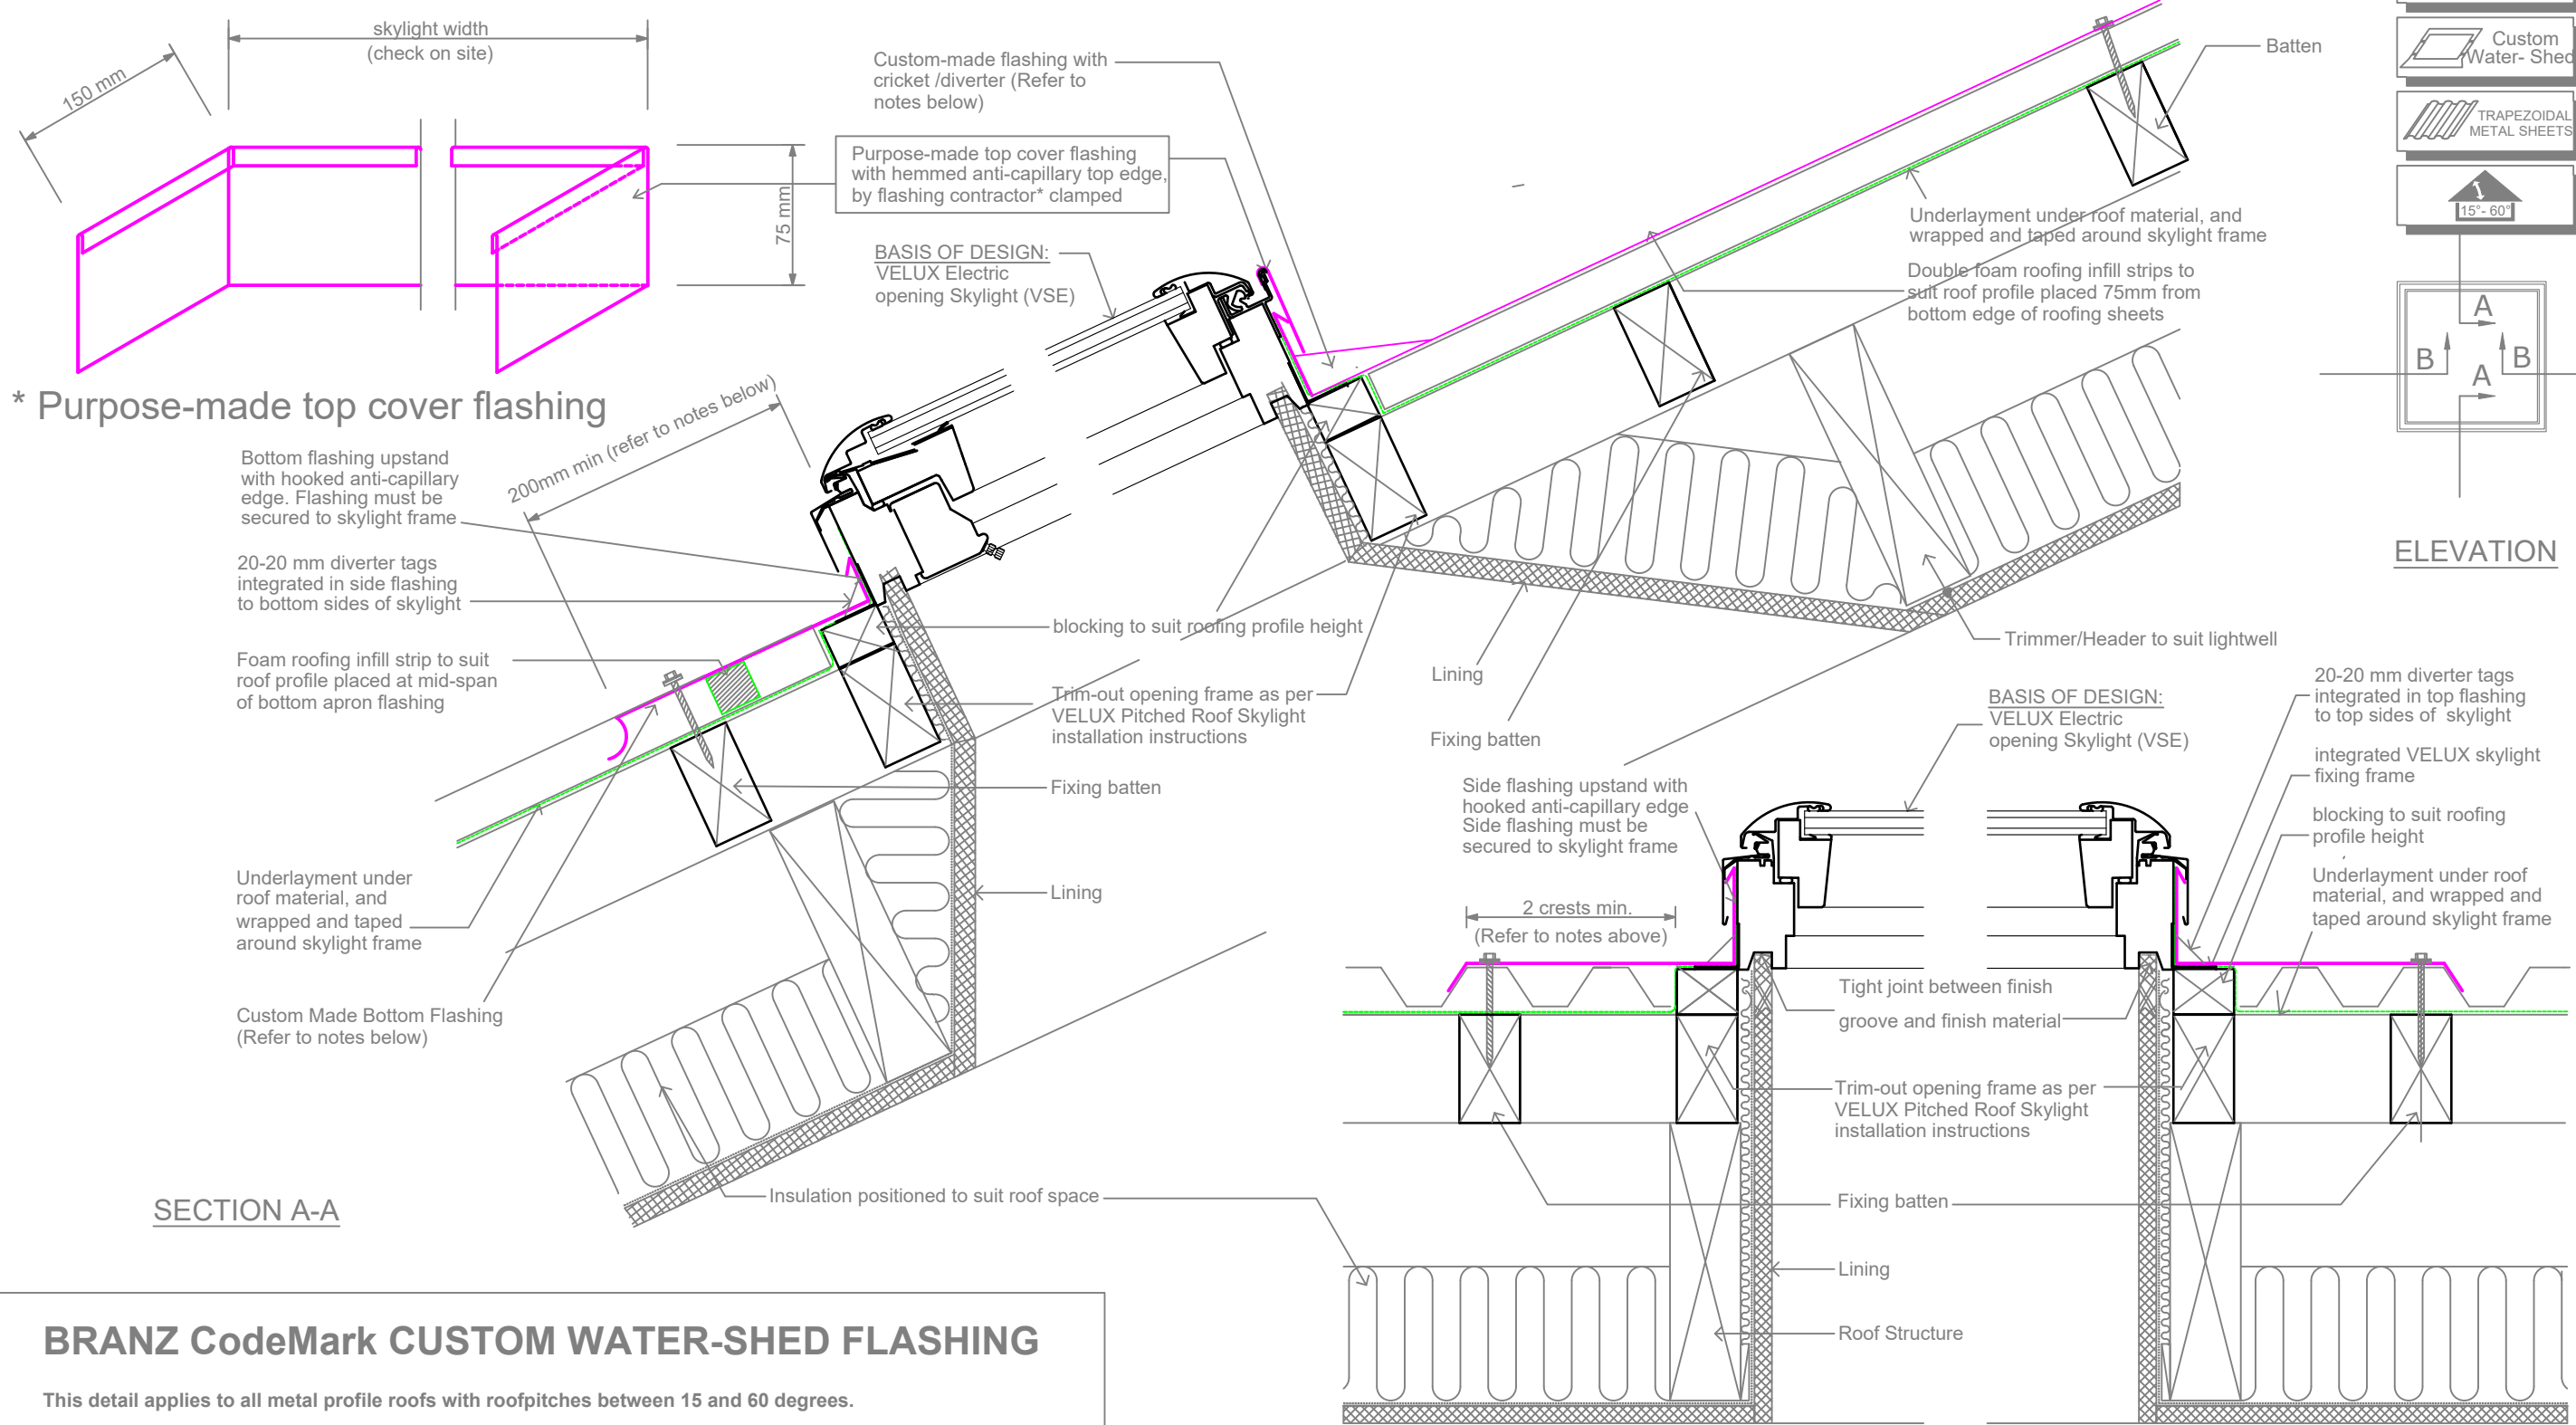 skylight width
(check on site)
150 mm
75 mm
* Purpose-made top cover flashing
Custom-made flashing with
cricket /diverter (Refer to
notes below)
Purpose-made top cover flashing
with hemmed anti-capillary top edge,
by flashing contractor* clamped
BASIS OF DESIGN:
VELUX Electric
opening Skylight (VSE)
Batten
Underlayment under roof material, and
wrapped and taped around skylight frame
Double foam roofing infill strips to
suit roof profile placed 75mm from
bottom edge of roofing sheets
Custom
Water- Shed
TRAPEZOIDAL
METAL SHEETS
15°- 60°
A
B
B
A
ELEVATION
200mm min (refer to notes below)
Bottom flashing upstand
with hooked anti-capillary
edge. Flashing must be
secured to skylight frame
20-20 mm diverter tags
integrated in side flashing
to bottom sides of skylight
Foam roofing infill strip to suit
roof profile placed at mid-span
of bottom apron flashing
Underlayment under
roof material, and
wrapped and taped
around skylight frame
Custom Made Bottom Flashing
(Refer to notes below)
blocking to suit roofing profile height
Trim-out opening frame as per
VELUX Pitched Roof Skylight
installation instructions
Fixing batten
Lining
Lining
Fixing batten
Trimmer/Header to suit lightwell
Insulation positioned to suit roof space
SECTION A-A
BASIS OF DESIGN:
VELUX Electric
opening Skylight (VSE)
Side flashing upstand with
hooked anti-capillary edge
Side flashing must be
secured to skylight frame
2 crests min.
(Refer to notes above)
20-20 mm diverter tags
integrated in top flashing
to top sides of skylight
integrated VELUX skylight
fixing frame
blocking to suit roofing
profile height
Underlayment under roof
material, and wrapped and
taped around skylight frame
Tight joint between finish
groove and finish material
Trim-out opening frame as per
VELUX Pitched Roof Skylight
installation instructions
Fixing batten
Lining
Roof Structure
BRANZ CodeMark CUSTOM WATER-SHED FLASHING
This detail applies to all metal profile roofs with roofpitches between 15 and 60 degrees.